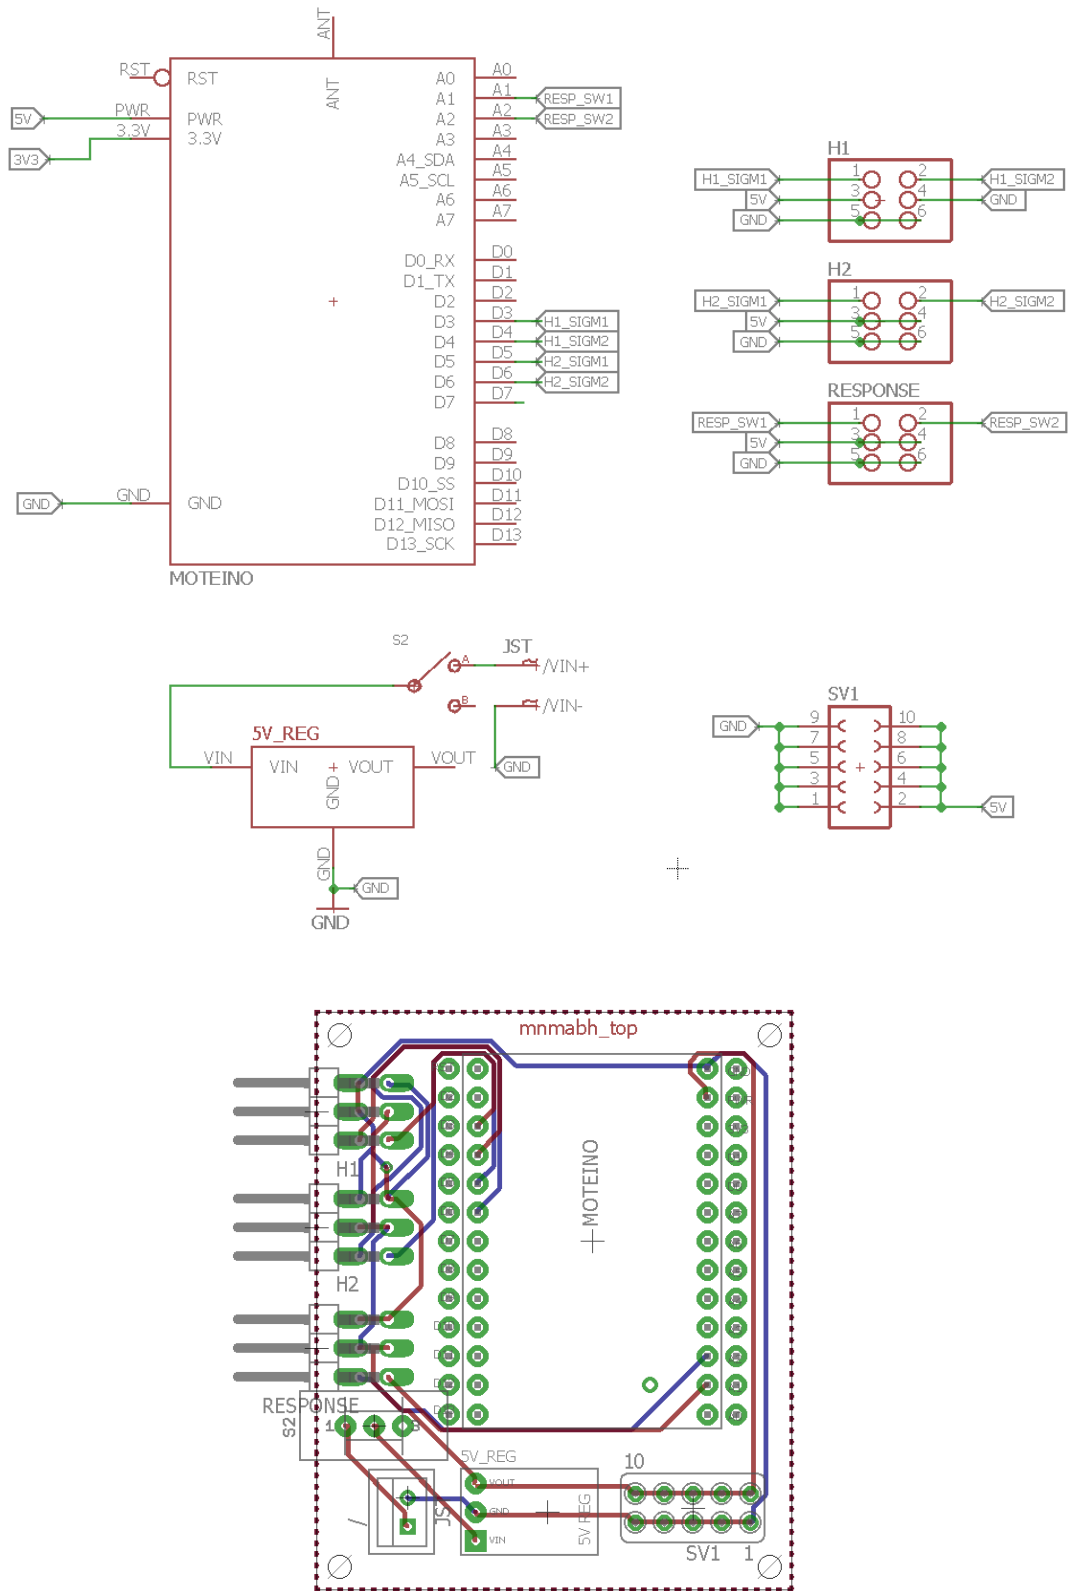 ANT
RST
RST
ANT
A0
A0
A1
A1
RESP_SW1
5V
PWR
PWR
A2
A2
RESP_SW2
3V3
3.3V
3.3V
A3
A3
A4_SDA
A4
A5_SCL
A5
A6
A6
A7
A7
D0_RX
D0
D1_TX
D1
D2
D2
D3
D3
H1_SIGM1
D4
D4
H1_SIGM2
D5
D5
H2_SIGM1
D6
D6
H2_SIGM2
D7
D7
D8
D8
D9
D9
D10_SS
D10
GND
GND
GND
D11_MOSI
D11
D12_MISO
D12
D13_SCK
D13
MOTEINO
H1
H1_SIGM1
1
2
H1_SIGM2
5V
3
4
GND
GND
5
6
H2
H2_SIGM1
1
2
H2_SIGM2
5V
3
4
GND
5
6
RESPONSE
RESP_SW1
1
2
RESP_SW2
5V
3
4
GND
5
6
S2
A
JST
/VIN+
B
/VIN-
5V_REG
VIN
VIN
VOUT
VOUT
GND
GND
GND
GND
GND
SV1
GND
9
10
7
8
5
6
3
4
1
2
5V
mnmabh_top
H1
MOTEINO
H2
RESPONSE
S2
1
3
5V_REG
VOUT
GND
VIN
5V REG
10
SV1
1